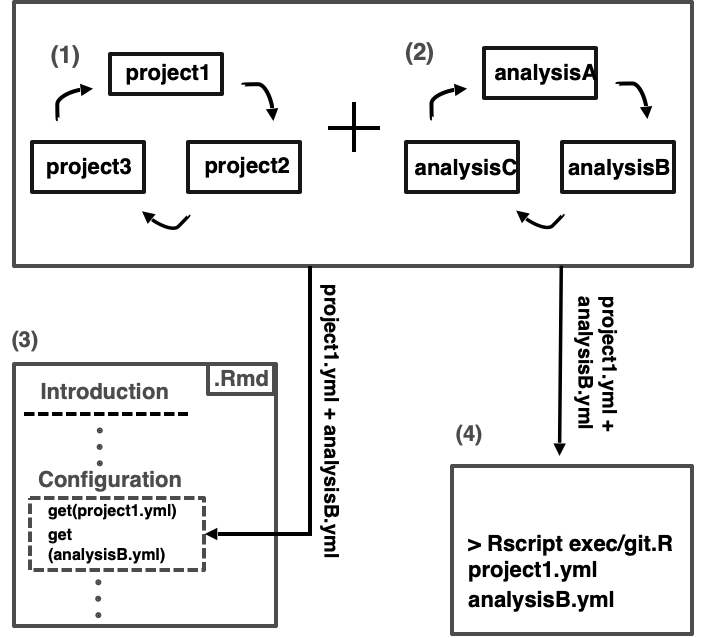 (1)
project1
project3
project2
(2)
analysisA
analysisC
analysisB
project1.yml + analysisB.yml
project1.yml +
analysisB.yml
(3)
.Rmd
Introduction
Configuration
get(project1.yml)
get
(analysisB.yml)
(4)
> Rscript exec/git.R
project1.yml
analysisB.yml